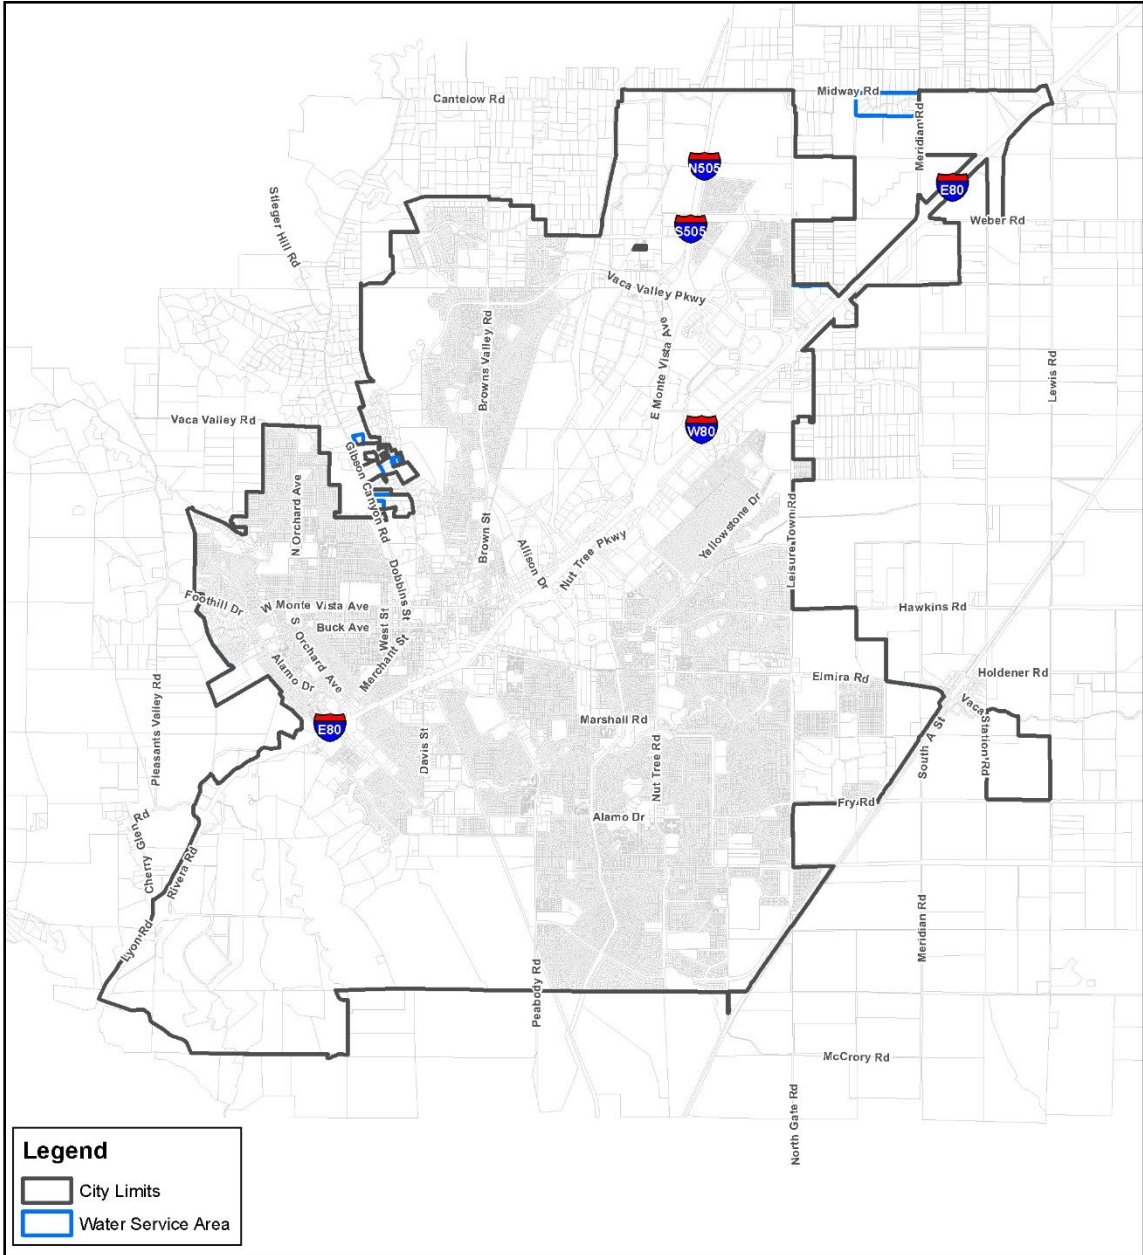 Midway Rd
Cantelow Rd
Meridian Rd
N505
E80
Stieger Hill Rd
Weber Rd
S505
Vaca Valley Pkwy
Browns Valley Rd
E Monte Vista Ave
Lewis Rd
Vaca Valley Rd
W80
Gibson Canyon Rd
N Orchard Ave
Yellowstone Dr
Leisure Town Rd
Brown St
Allison Dr
Nut Tree Pkwy
Dobbins St
Foothill Dr
W Monte Vista Ave
Hawkins Rd
Buck Ave
West St
S Orchard Ave
Merchant St
Alamo Dr
Elmira Rd
Holdener Rd
Pleasants Valley Rd
E80
Davis St
Marshall Rd
Nut Tree Rd
South A St
Vaca Station Rd
Fry Rd
Alamo Dr
Cherry Glen Rd
Rivera Rd
Lyon Rd
Meridian Rd
Peabody Rd
McCrory Rd
North Gate Rd
Legend
City Limits
Water Service Area